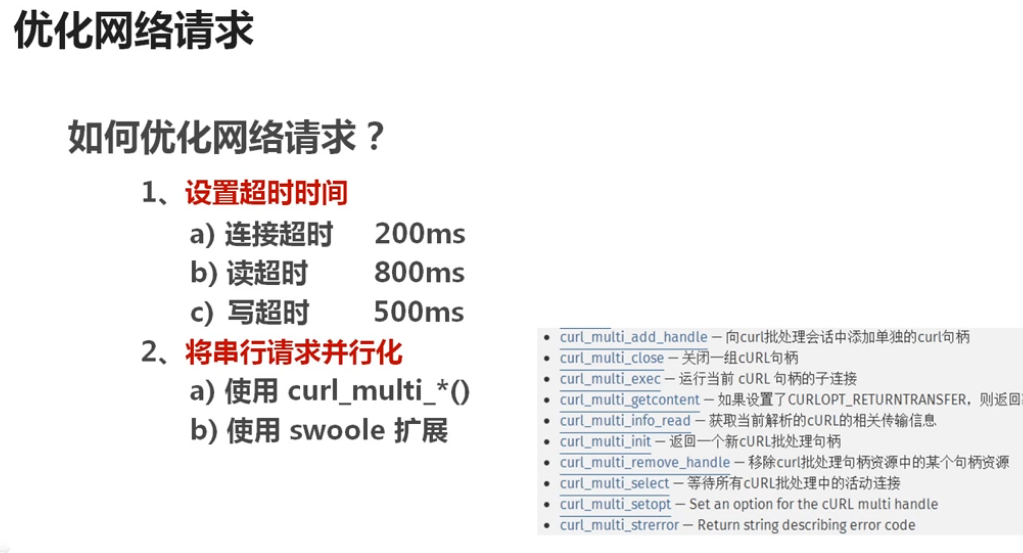 优化网络请求
如何优化网络请求？
1、设置超时时间
a) 连接超时 200ms
b) 读超时 800ms
c) 写超时 500ms
2、将串行请求并行化
a) 使用 curl_multi_*()
b) 使用 swoole 扩展
• curl_multi_add_handle — 向curl批处理会话中添加单独的curl句柄
• curl_multi_close — 关闭一组cURL句柄
• curl_multi_exec — 运行当前 cURL 句柄的子连接
• curl_multi_getcontent — 如果设置了CURLOPT_RETURNTRANSFER，则返回
• curl_multi_info_read — 获取当前解析的cURL的相关传输信息
• curl_multi_init — 返回一个新cURL批处理句柄
• curl_multi_remove_handle — 移除curl批处理句柄资源中的某个句柄资源
• curl_multi_select — 等待所有cURL批处理中的活动连接
• curl_multi_setopt — Set an option for the cURL multi handle
• curl_multi_strerror — Return string describing error code